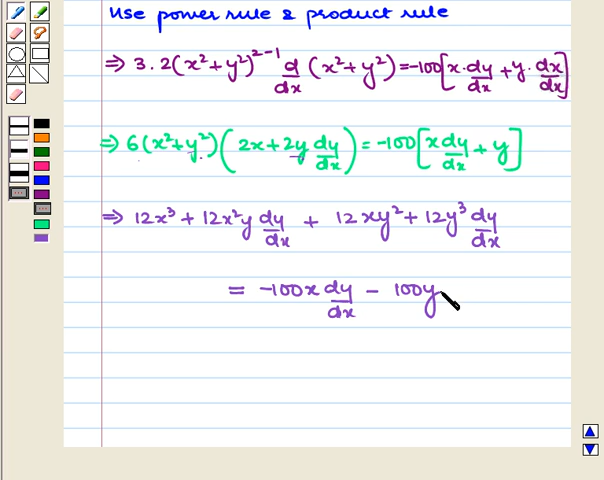 Use power rule & product rule
⇒ 3.2(x²+y²)²⁻¹ d/dx (x²+y²) = -100[x.dy/dx + y.dx/dx]
⇒ 6(x²+y²)(2x+2y dy/dx) = -100[x dy/dx + y]
⇒ 12x³ + 12x²y dy/dx + 12xy² + 12y³ dy/dx
= -100x dy/dx - 100y